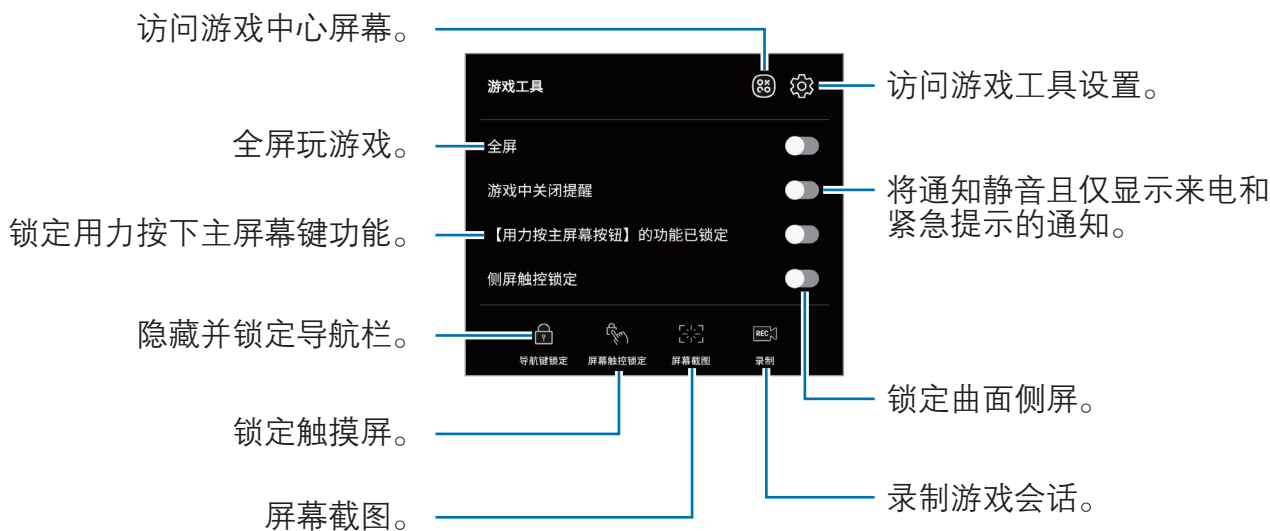 访问游戏中心屏幕。
游戏工具
访问游戏工具设置。
全屏玩游戏。
全屏
游戏中关闭提醒
将通知静音且仅显示来电和
紧急提示的通知。
锁定用力按下主屏幕键功能。
【用力按主屏幕按钮】的功能已锁定
侧屏触控锁定
隐藏并锁定导航栏。
REC
导航键锁定 屏幕触控锁定 屏幕截图 录制
锁定曲面侧屏。
锁定触摸屏。
录制游戏会话。
屏幕截图。